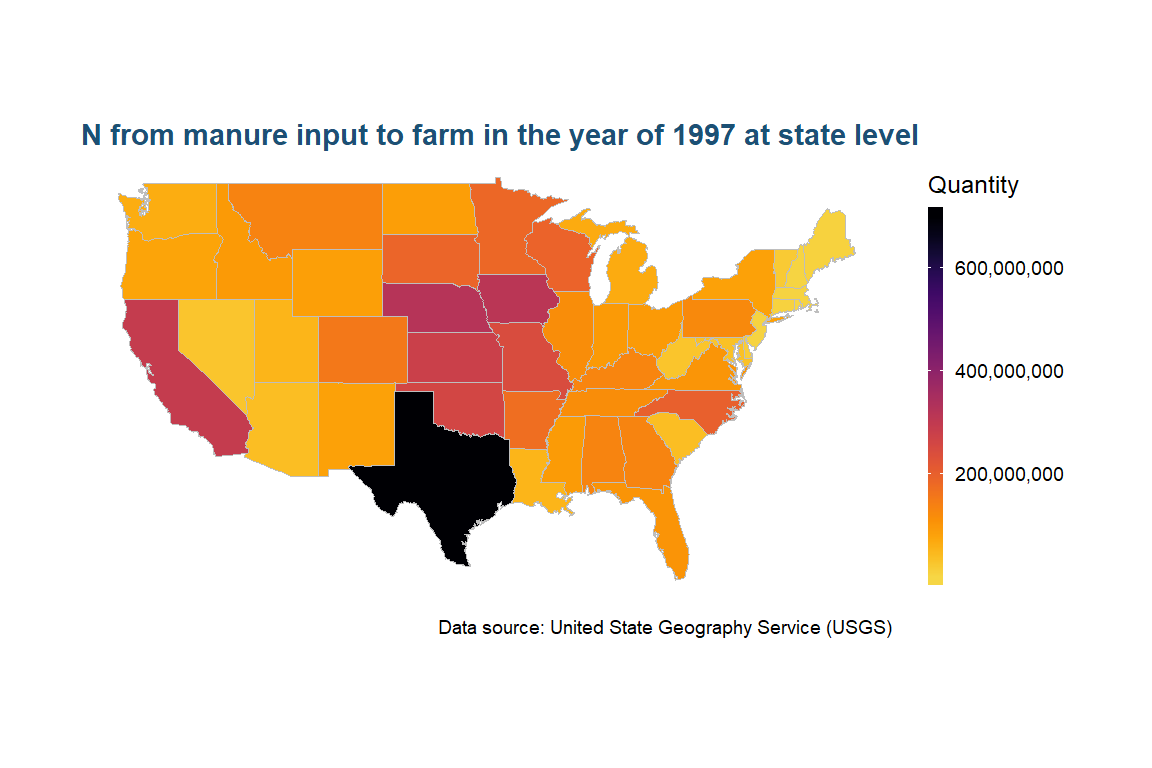 N from manure input to farm in the year of 1997 at state level
Quantity
600,000,000
400,000,000
200,000,000
Data source: United State Geography Service (USGS)